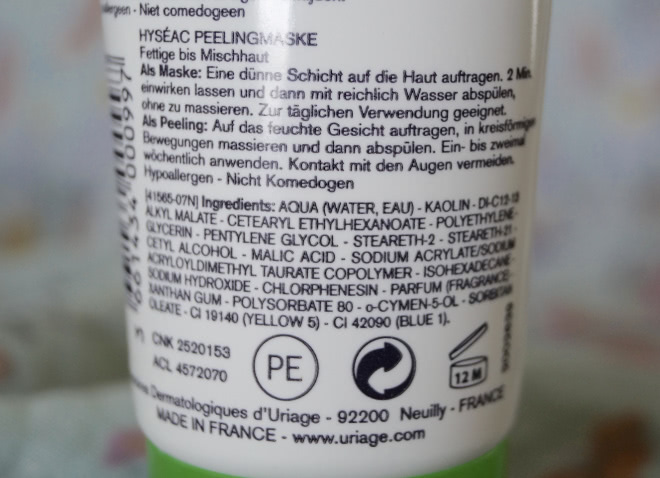 - Niet comedogeen
HYSÉAC PEELINGMASKE
Fettige bis Mischhaut
Als Maske: Eine dünne Schicht auf die Haut auftragen. 2 Min.
einwirken lassen und dann mit reichlich Wasser abspülen,
ohne zu massieren. Zur täglichen Verwendung geeignet.
Als Peeling: Auf das feuchte Gesicht auftragen, in kreisförmigen
Bewegungen massieren und dann abspülen. Ein- bis zweimal
wöchentlich anwenden. Kontakt mit den Augen vermeiden.
Hypoallergen - Nicht Komedogen
[41565-07N] Ingredients: AQUA (WATER, EAU) - KAOLIN - DI-C12-13
ALKYL MALATE - CETEARYL ETHYLHEXANOATE - POLYETHYLENE -
GLYCERIN - PENTYLENE GLYCOL - STEARETH-2 - STEARETH-21 -
CETYL ALCOHOL - MALIC ACID - SODIUM ACRYLATE/SODIUM
ACRYLOYLDIMETHYL TAURATE COPOLYMER - ISOHEXADECANE -
SODIUM HYDROXIDE - CHLORPHENESIN - PARFUM (FRAGRANCE) -
XANTHAN GUM - POLYSORBATE 80 - o-CYMEN-5-OL - SORBITAN
OLEATE - CI 19140 (YELLOW 5) - CI 42090 (BLUE 1).
CNK 2520153
ACL 4572070
PE
12 M
Dermatologiques d'Uriage - 92200 Neuilly - FRANCE
MADE IN FRANCE - www.uriage.com